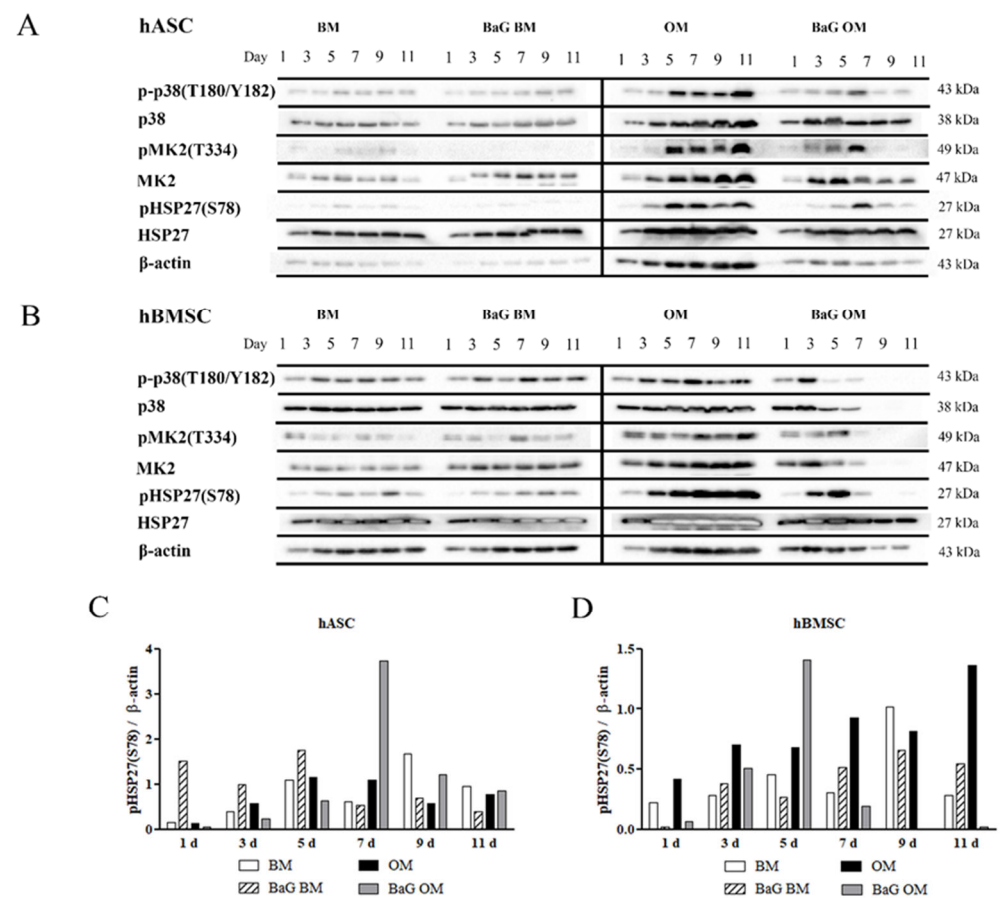 A
hASC
BM BaG BM OM BaG OM
Day 1 3 5 7 9 11 1 3 5 7 9 11 1 3 5 7 9 11 1 3 5 7 9 11
p-p38(T180/Y182) 43 kDa
p38 38 kDa
pMK2(T334) 49 kDa
MK2 47 kDa
pHSP27(S78) 27 kDa
HSP27 27 kDa
β-actin 43 kDa
B
hBMSC
BM BaG BM OM BaG OM
Day 1 3 5 7 9 11 1 3 5 7 9 11 1 3 5 7 9 11 1 3 5 7 9 11
p-p38(T180/Y182) 43 kDa
p38 38 kDa
pMK2(T334) 49 kDa
MK2 47 kDa
pHSP27(S78) 27 kDa
HSP27 27 kDa
β-actin 43 kDa
C
hASC
pHSP27(S78) / β-actin
4
3
2
1
0
1 d 3 d 5 d 7 d 9 d 11 d
BM OM
BaG BM BaG OM
D
hBMSC
pHSP27(S78) / β-actin
1.5
1.0
0.5
0.0
1 d 3 d 5 d 7 d 9 d 11 d
BM OM
BaG BM BaG OM